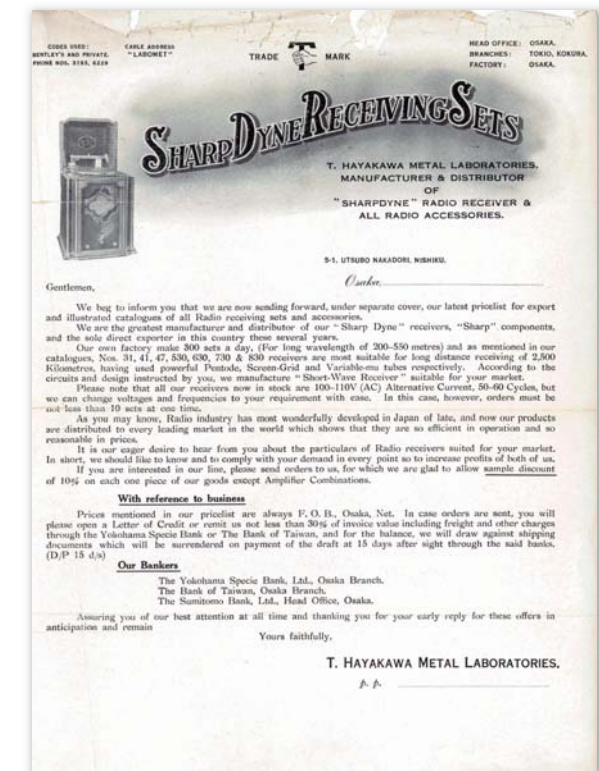 CODES USED:
BENTLEY'S AND PRIVATE.
PHONE NOS. 3795, 6229
CABLE ADDRESS
"LABOMET"
TRADE T MARK
HEAD OFFICE: OSAKA.
BRANCHES: TOKIO, KOKURA,
FACTORY: OSAKA.
SHARP DYNE RECEIVING SETS
T. HAYAKAWA METAL LABORATORIES.
MANUFACTURER & DISTRIBUTOR
OF
"SHARPDYNE" RADIO RECEIVER &
ALL RADIO ACCESSORIES.
5-1, UTSUBO NAKADORI, NISHIKU.
Osaka,
Gentlemen,
We beg to inform you that we are now sending forward, under separate cover, our latest pricelist for export
and illustrated catalogues of all Radio receiving sets and accessories.
We are the greatest manufacturer and distributor of our "Sharp Dyne" receivers, "Sharp" components,
and the sole direct exporter in this country these several years.
Our own factory make 300 sets a day, (For long wavelength of 200-550 metres) and as mentioned in our
catalogues, Nos. 31, 41, 47, 530, 630, 730 & 830 receivers are most suitable for long distance receiving of 2,500
Kilometres, having used powerful Pentode, Screen-Grid and Variable-mu tubes respectively. According to the
circuits and design instructed by you, we manufacture "Short-Wave Receiver" suitable for your market.
Please note that all our receivers now in stock are 100-110V (AC) Alternative Current, 50-60 Cycles, but
we can change voltages and frequencies to your requirement with ease. In this case, however, orders must be
not less than 10 sets at one time.
As you may know, Radio industry has most wonderfully developed in Japan of late, and now our products
are distributed to every leading market in the world which shows that they are so efficient in operation and so
reasonable in prices.
It is our eager desire to hear from you about the particulars of Radio receivers suited for your market.
In short, we should like to know and to comply with your demand in every point so to increase profits of both of us.
If you are interested in our line, please send orders to us, for which we are glad to allow sample discount
of 10% on each one piece of our goods except Amplifier Combinations.
With reference to business
Prices mentioned in our pricelist are always F. O. B., Osaka, Net. In case orders are sent, you will
please open a Letter of Credit or remit us not less than 30% of invoice value including freight and other charges
through the Yokohama Specie Bank or The Bank of Taiwan, and for the balance, we will draw against shipping
documents which will be surrendered on payment of the draft at 15 days after sight through the said banks.
(D/P 15 d/s)
Our Bankers
The Yokohama Specie Bank, Ltd., Osaka Branch.
The Bank of Taiwan, Osaka Branch.
The Sumitomo Bank, Ltd., Head Office, Osaka.
Assuring you of our best attention at all time and thanking you for your early reply for these offers in
anticipation and remain
Yours faithfully,
T. HAYAKAWA METAL LABORATORIES.
p. p.